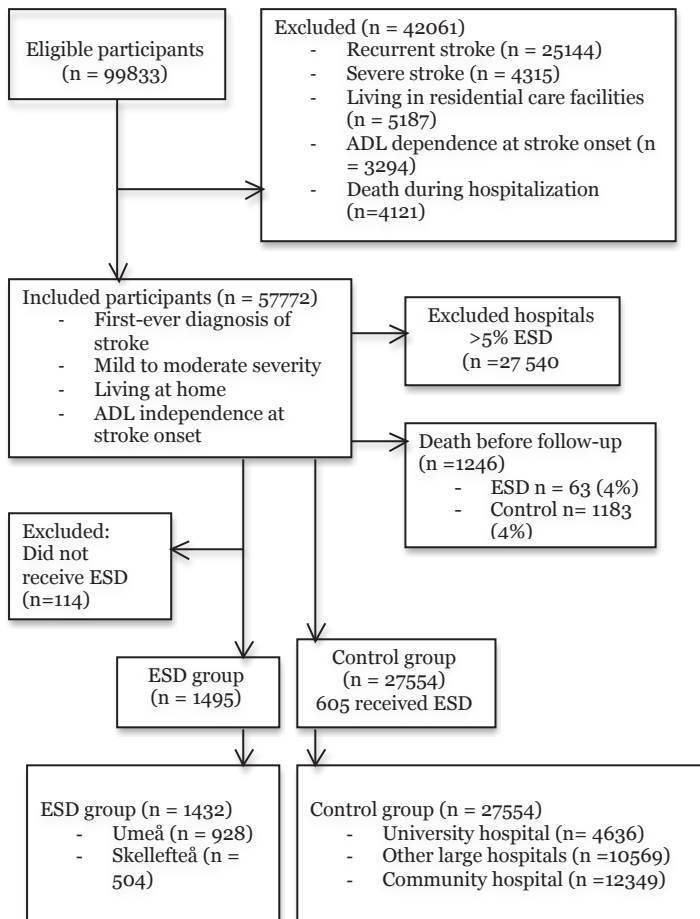 Eligible participants
(n = 99833)
Excluded (n = 42061)
- Recurrent stroke (n = 25144)
- Severe stroke (n = 4315)
- Living in residential care facilities
(n = 5187)
- ADL dependence at stroke onset (n
= 3294)
- Death during hospitalization
(n=4121)
Included participants (n = 57772)
- First-ever diagnosis of
stroke
- Mild to moderate severity
- Living at home
- ADL independence at
stroke onset
Excluded hospitals
>5% ESD
(n =27 540
Death before follow-up
(n =1246)
- ESD n = 63 (4%)
- Control n= 1183
(4%)
Excluded:
Did not
receive ESD
(n=114)
ESD group
(n = 1495)
Control group
(n = 27554)
605 received ESD
ESD group (n = 1432)
- Umeå (n = 928)
- Skellefteå (n =
504)
Control group (n = 27554)
- University hospital (n= 4636)
- Other large hospitals (n =10569)
- Community hospital (n =12349)